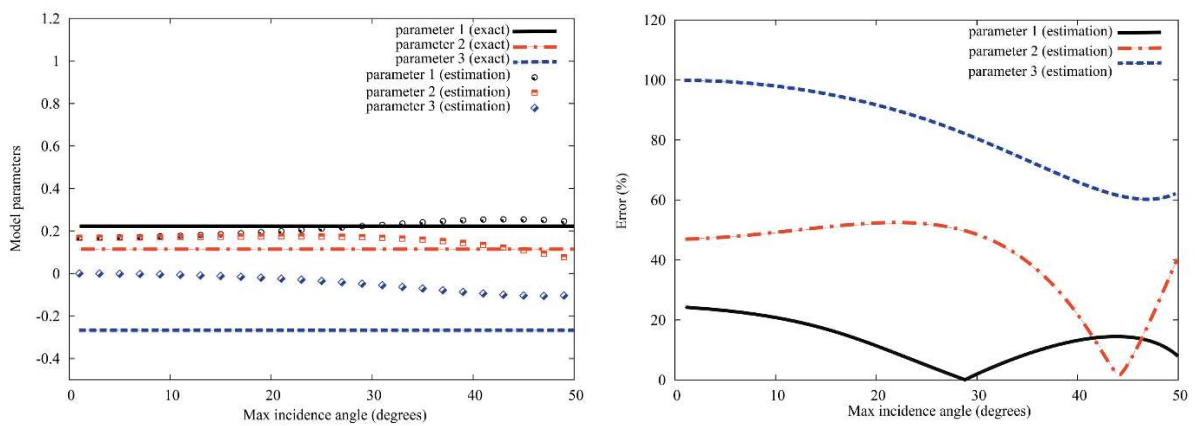 1.2
1
0.8
0.6
0.4
0.2
0
-0.2
-0.4
Model parameters
parameter 1 (exact)
parameter 2 (exact)
parameter 3 (exact)
parameter 1 (estimation)
parameter 2 (estimation)
parameter 3 (estimation)
0 10 20 30 40 50
Max incidence angle (degrees)
120
100
80
60
40
20
0
Error (%)
parameter 1 (estimation)
parameter 2 (estimation)
parameter 3 (estimation)
0 10 20 30 40 50
Max incidence angle (degrees)